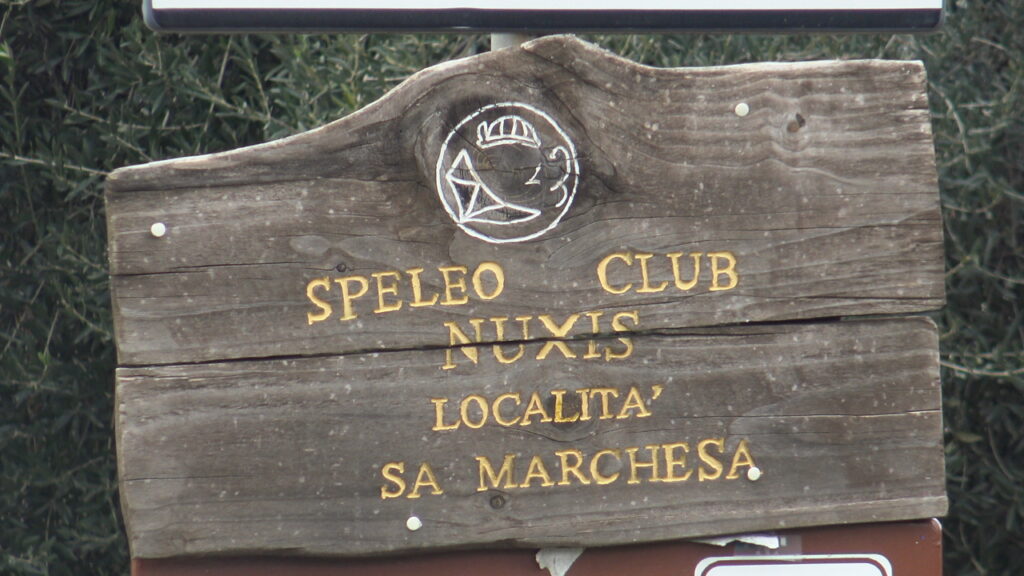 SPELEO CLUB
NUXIS
LOCALITA'
SA MARCHESA